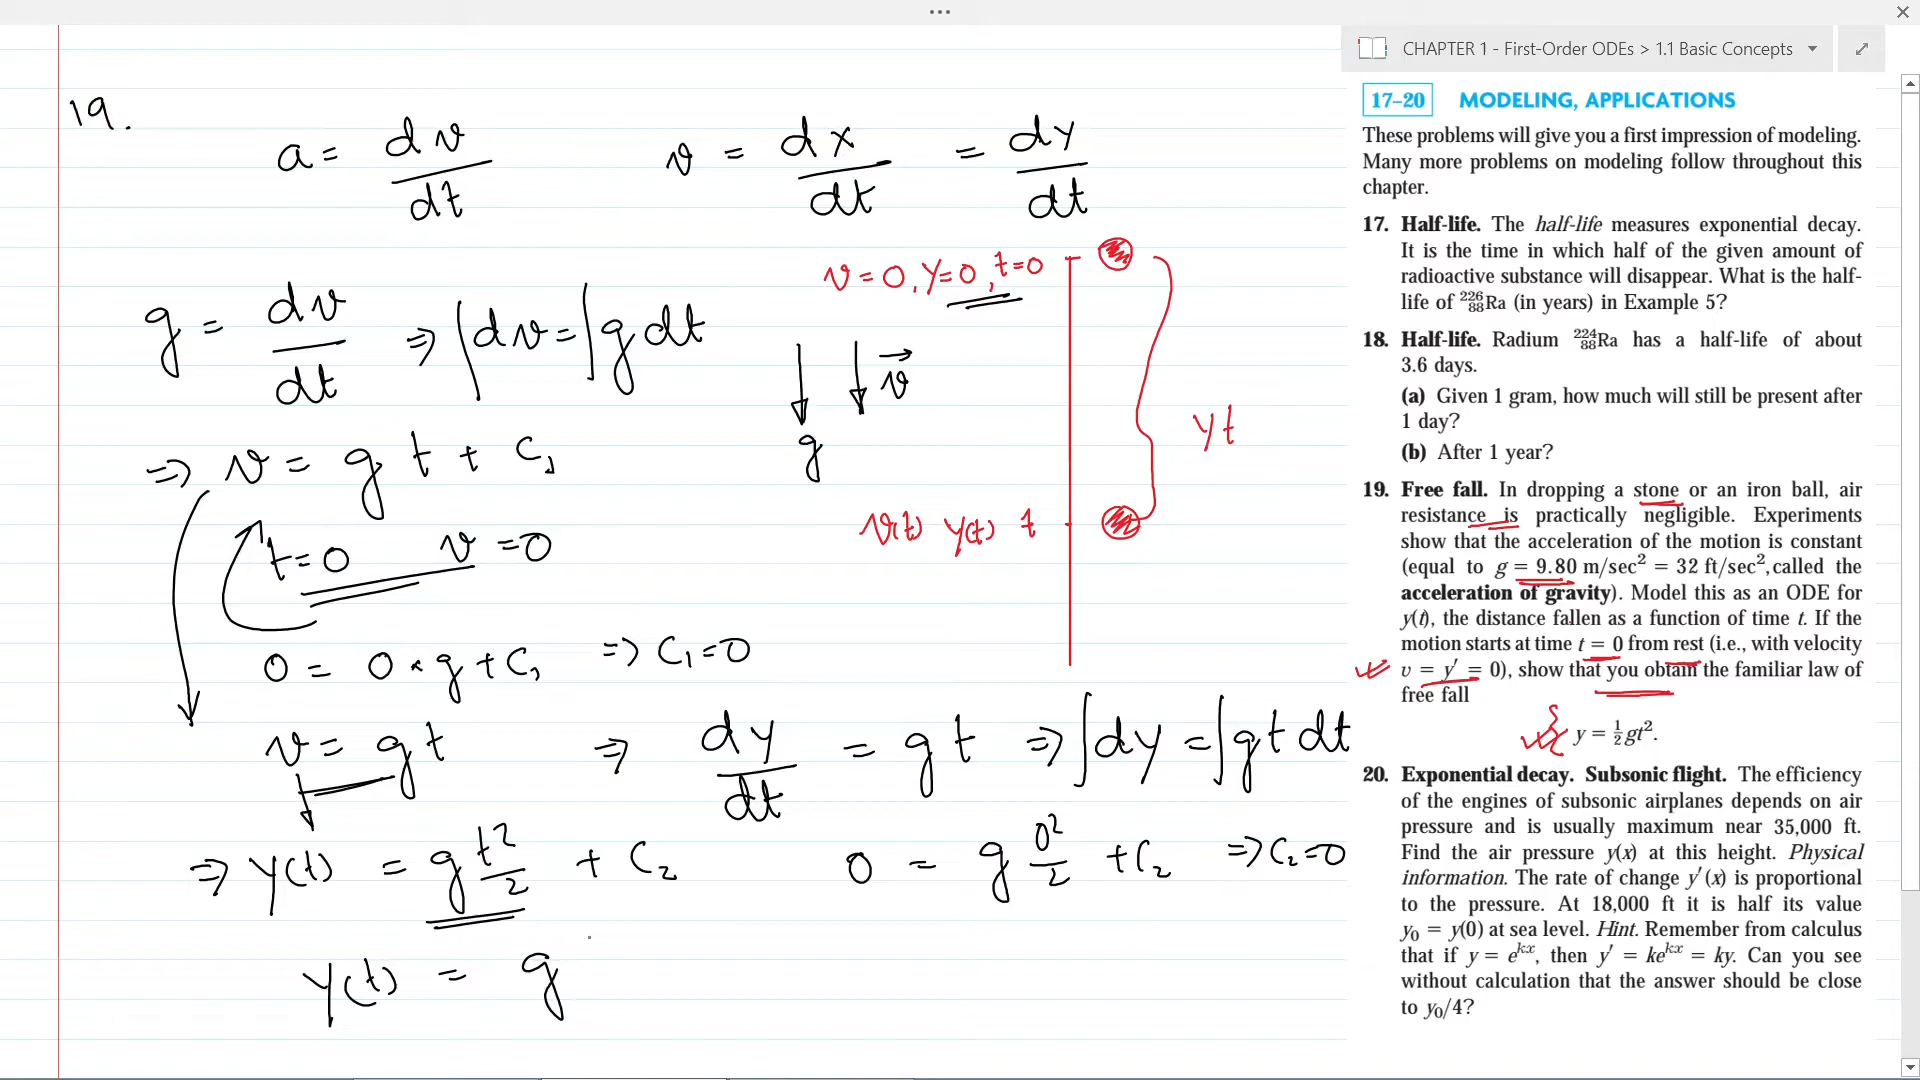 19.
a = dv/dt v = dx/dt = dy/dt
v = 0, y = 0, t = 0
g = dv/dt ⇒ ∫dv = ∫g dt
v
g
⇒ v = g t + C₁
y t
v(t) y(t) t
t = 0 v = 0
0 = 0 * g + C₁ ⇒ C₁ = 0
v = g t ⇒ dy/dt = g t ⇒ ∫dy = ∫g t dt
⇒ y(t) = g t²/2 + C₂ 0 = g 0²/2 + C₂ ⇒ C₂ = 0
y(t) = g
CHAPTER 1 - First-Order ODEs > 1.1 Basic Concepts
17–20 MODELING, APPLICATIONS
These problems will give you a first impression of modeling.
Many more problems on modeling follow throughout this
chapter.
17. Half-life. The half-life measures exponential decay.
It is the time in which half of the given amount of
radioactive substance will disappear. What is the half-
life of ²²⁶₈₈Ra (in years) in Example 5?
18. Half-life. Radium ²²⁴₈₈Ra has a half-life of about
3.6 days.
(a) Given 1 gram, how much will still be present after
1 day?
(b) After 1 year?
19. Free fall. In dropping a stone or an iron ball, air
resistance is practically negligible. Experiments
show that the acceleration of the motion is constant
(equal to g = 9.80 m/sec² = 32 ft/sec², called the
acceleration of gravity). Model this as an ODE for
y(t), the distance fallen as a function of time t. If the
motion starts at time t = 0 from rest (i.e., with velocity
v = y′ = 0), show that you obtain the familiar law of
free fall
y = ½gt².
20. Exponential decay. Subsonic flight. The efficiency
of the engines of subsonic airplanes depends on air
pressure and is usually maximum near 35,000 ft.
Find the air pressure y(x) at this height. Physical
information. The rate of change y′(x) is proportional
to the pressure. At 18,000 ft it is half its value
y₀ = y(0) at sea level. Hint. Remember from calculus
that if y = eᵏˣ, then y′ = keᵏˣ = ky. Can you see
without calculation that the answer should be close
to y₀/4?